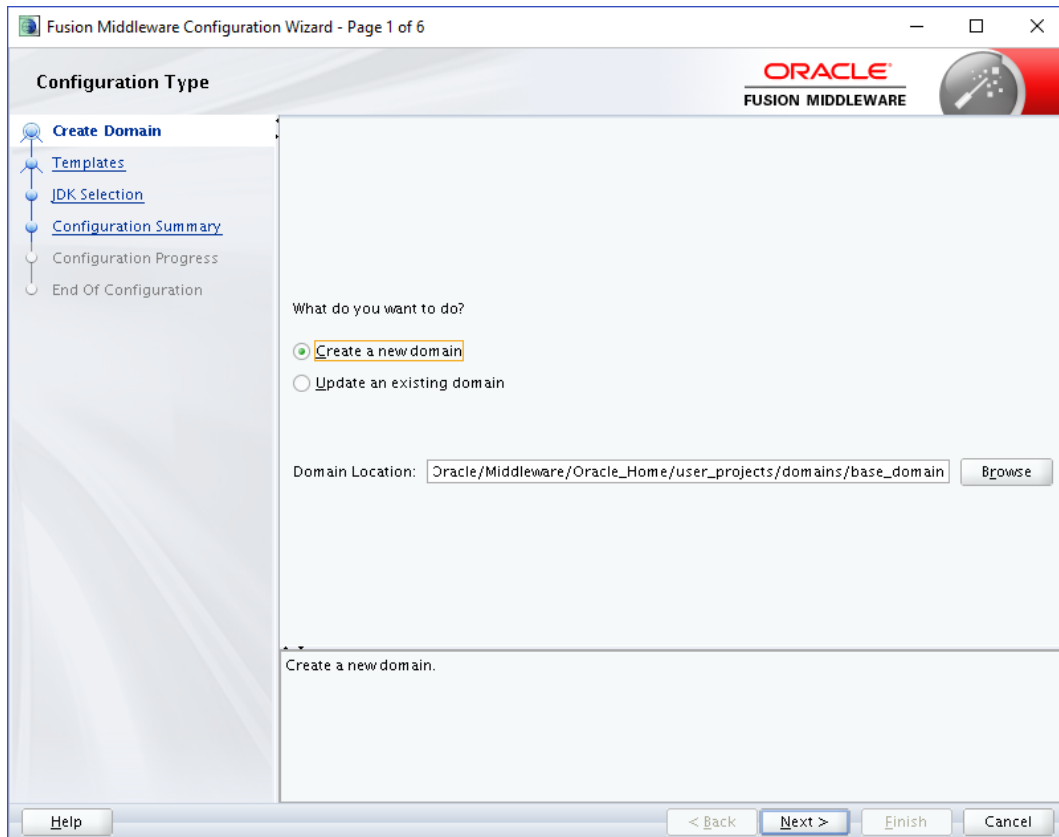 Fusion Middleware Configuration Wizard - Page 1 of 6
Configuration Type
ORACLE
FUSION MIDDLEWARE
Create Domain
Templates
JDK Selection
Configuration Summary
Configuration Progress
End Of Configuration
What do you want to do?
Create a new domain
Update an existing domain
Domain Location: Oracle/Middleware/Oracle_Home/user_projects/domains/base_domain Browse
Create a new domain.
Help < Back Next > Finish Cancel